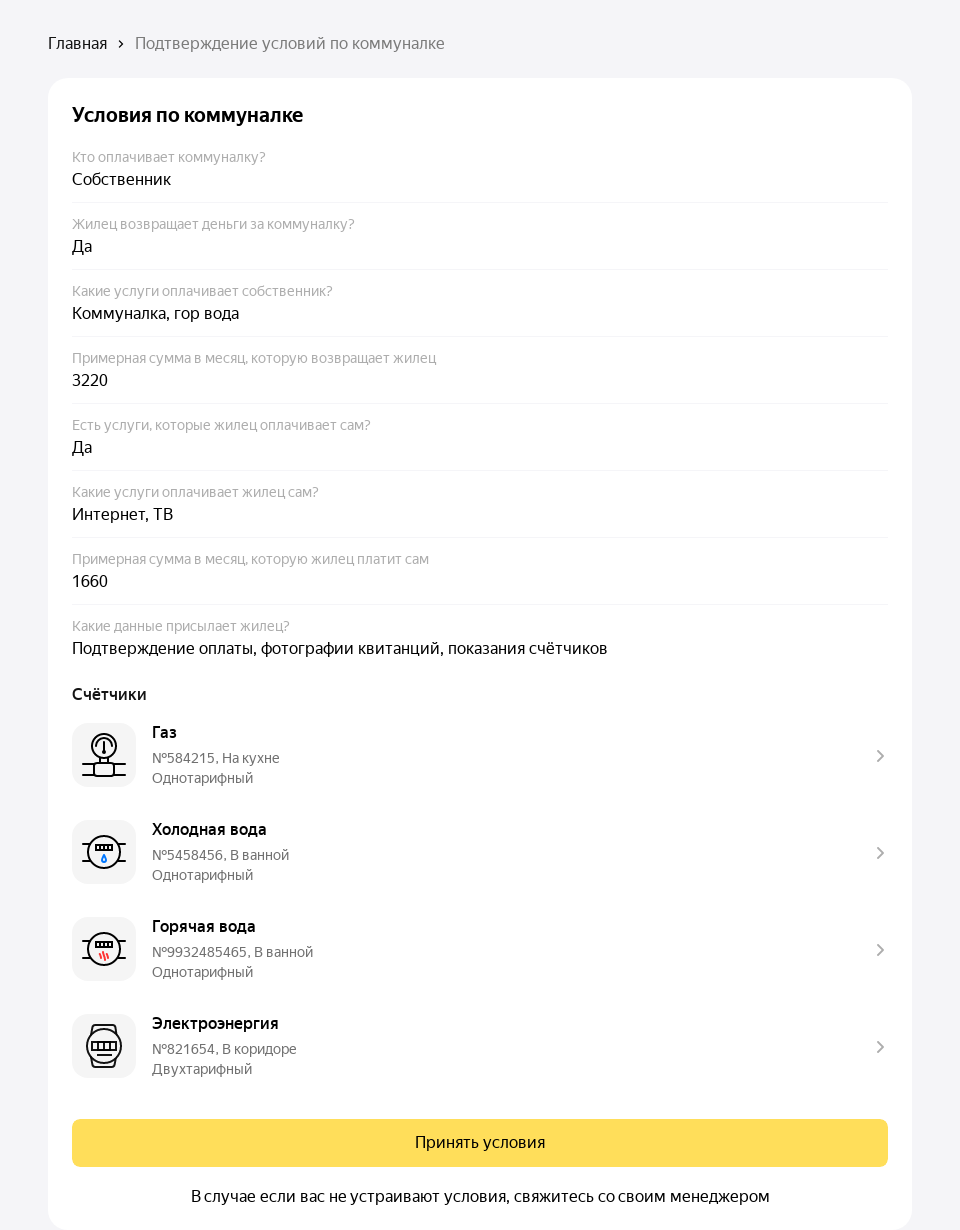 Главная › Подтверждение условий по коммуналке
Условия по коммуналке
Кто оплачивает коммуналку?
Собственник
Жилец возвращает деньги за коммуналку?
Да
Какие услуги оплачивает собственник?
Коммуналка, гор вода
Примерная сумма в месяц, которую возвращает жилец
3220
Есть услуги, которые жилец оплачивает сам?
Да
Какие услуги оплачивает жилец сам?
Интернет, ТВ
Примерная сумма в месяц, которую жилец платит сам
1660
Какие данные присылает жилец?
Подтверждение оплаты, фотографии квитанций, показания счётчиков
Счётчики
Газ
№584215, На кухне
Однотарифный
Холодная вода
№5458456, В ванной
Однотарифный
Горячая вода
№9932485465, В ванной
Однотарифный
Электроэнергия
№821654, В коридоре
Двухтарифный
Принять условия
В случае если вас не устраивают условия, свяжитесь со своим менеджером